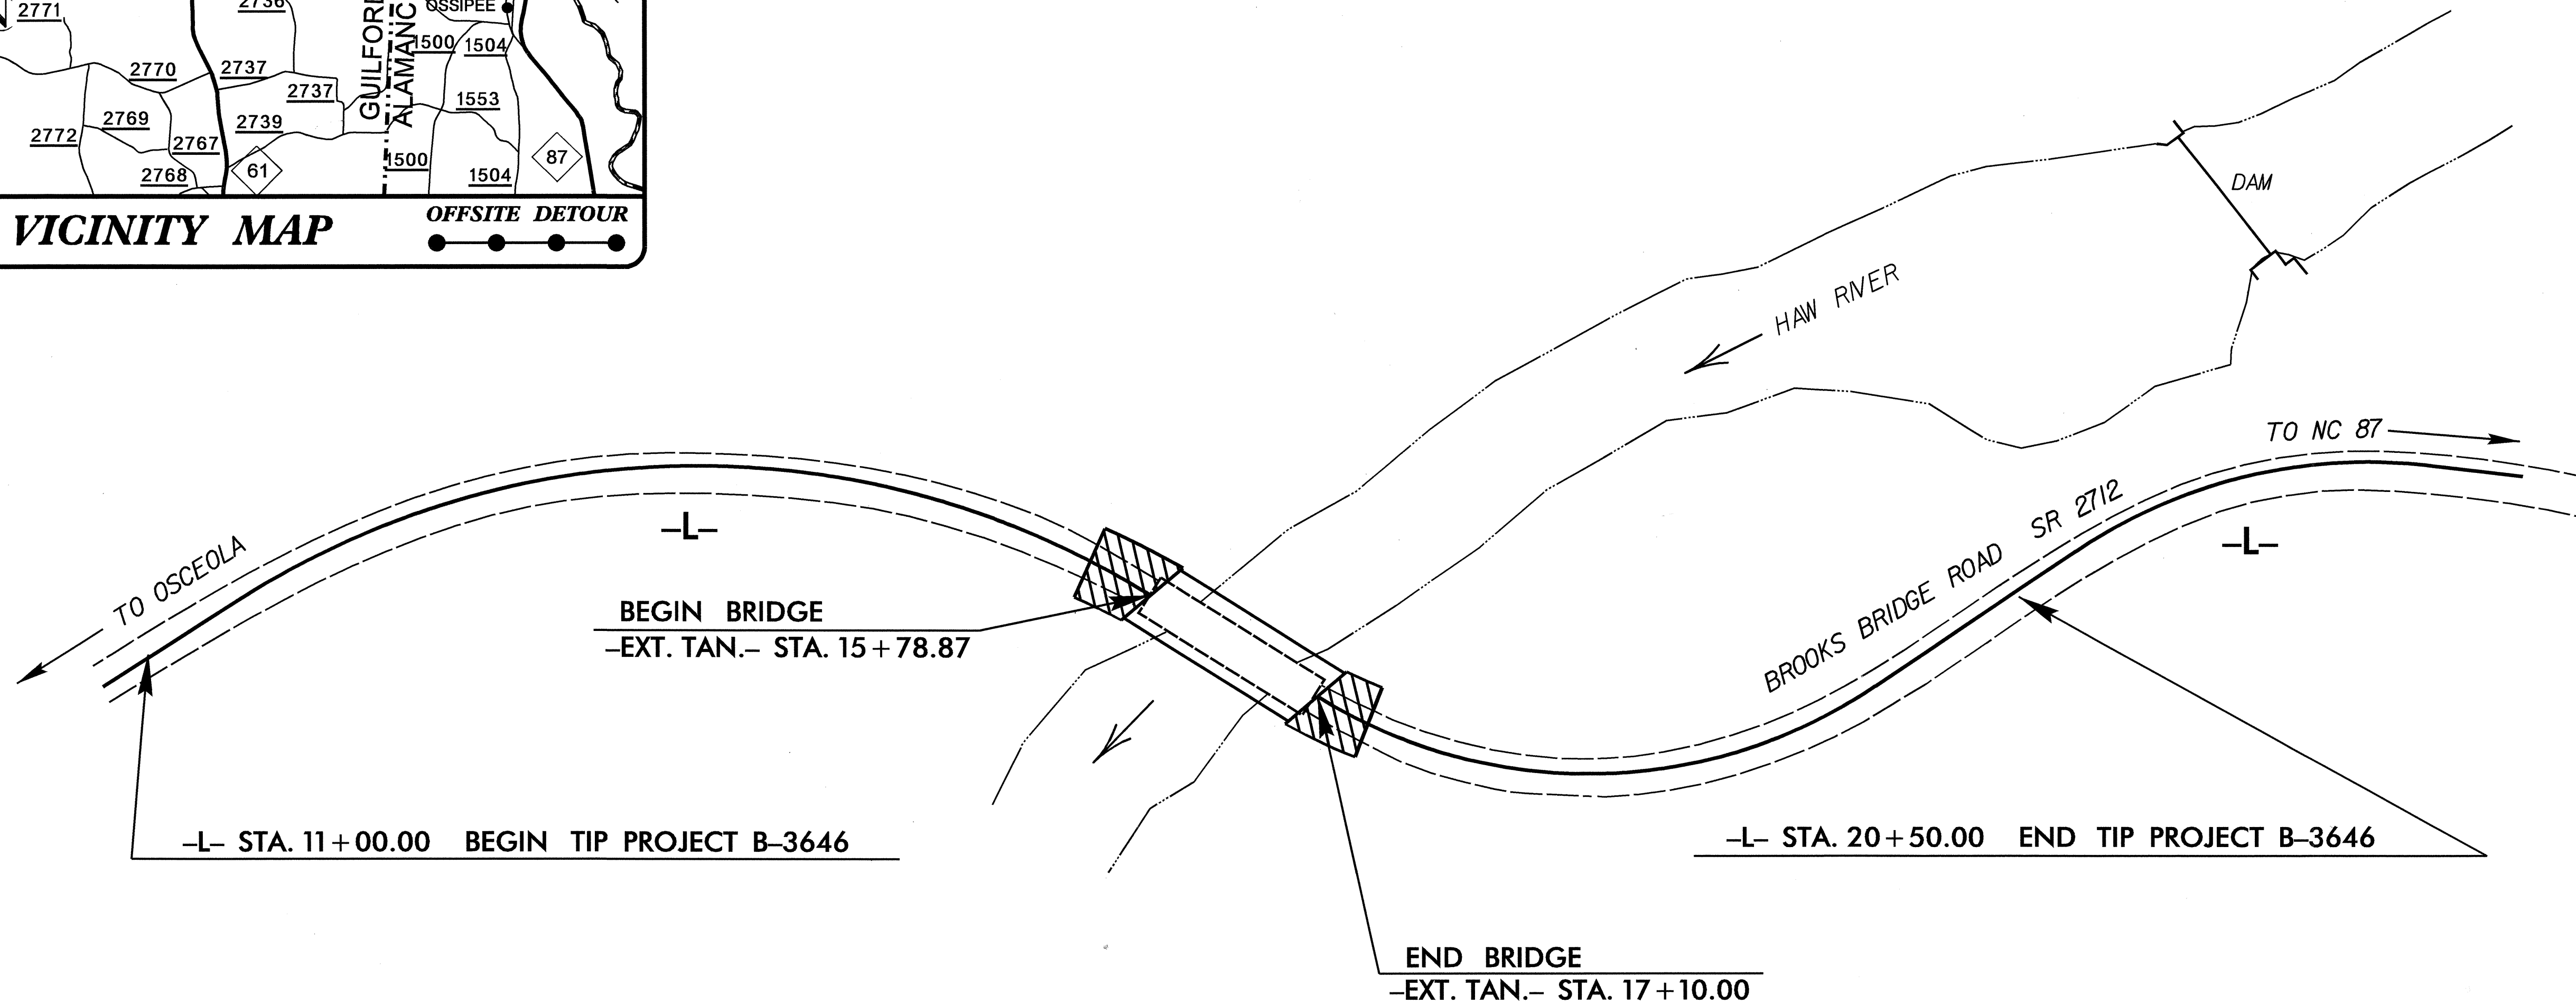 2771
2736
OSSIPEE
1500
1504
2770
2737
2737
GUILFORD
ALAMANC
1553
2769
2739
2772
2767
61
87
1500
2768
1504
VICINITY MAP
OFFSITE DETOUR
DAM
HAW RIVER
TO NC 87
BROOKS BRIDGE ROAD SR 2712
-L-
-L-
TO OSCEOLA
BEGIN BRIDGE
-EXT. TAN.- STA. 15+78.87
-L- STA. 11+00.00 BEGIN TIP PROJECT B-3646
-L- STA. 20+50.00 END TIP PROJECT B-3646
END BRIDGE
-EXT. TAN.- STA. 17+10.00